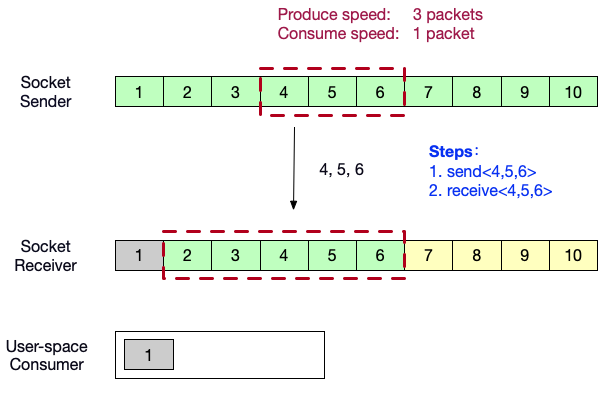 Produce speed: 3 packets
Consume speed: 1 packet
Socket
Sender
1 2 3 4 5 6 7 8 9 10
4, 5, 6
Steps:
1. send<4,5,6>
2. receive<4,5,6>
Socket
Receiver
1 2 3 4 5 6 7 8 9 10
User-space
Consumer
1